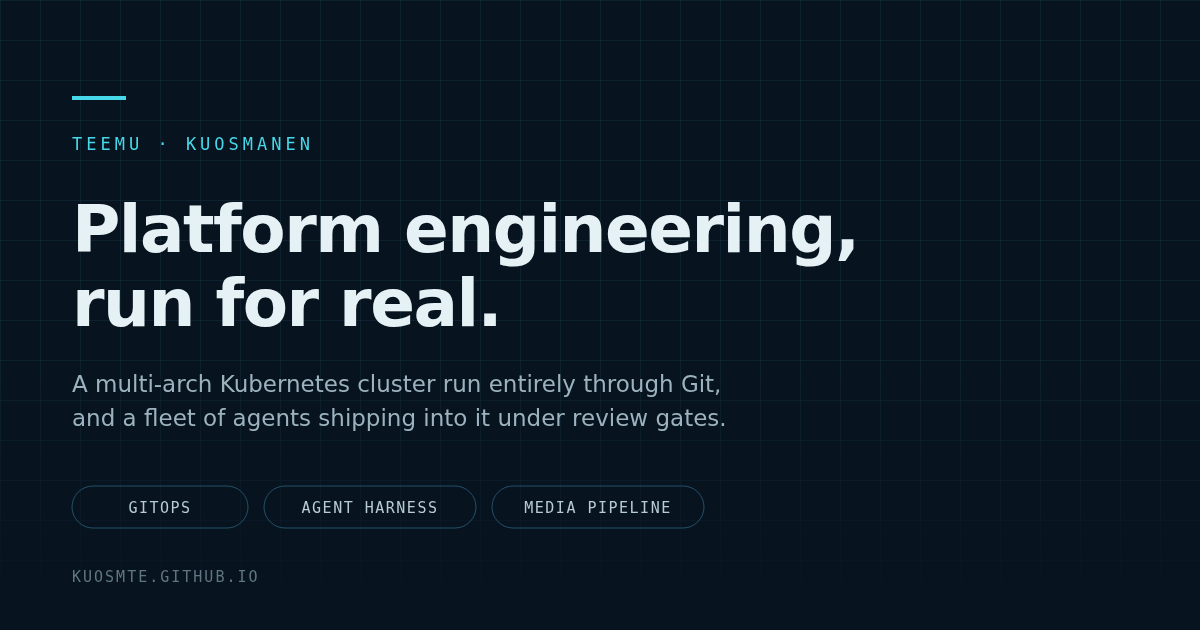 TEEMU · KUOSMANEN
Platform engineering,
run for real.
A multi-arch Kubernetes cluster run entirely through Git,
and a fleet of agents shipping into it under review gates.
GITOPS
AGENT HARNESS
MEDIA PIPELINE
KUOSMTE.GITHUB.IO